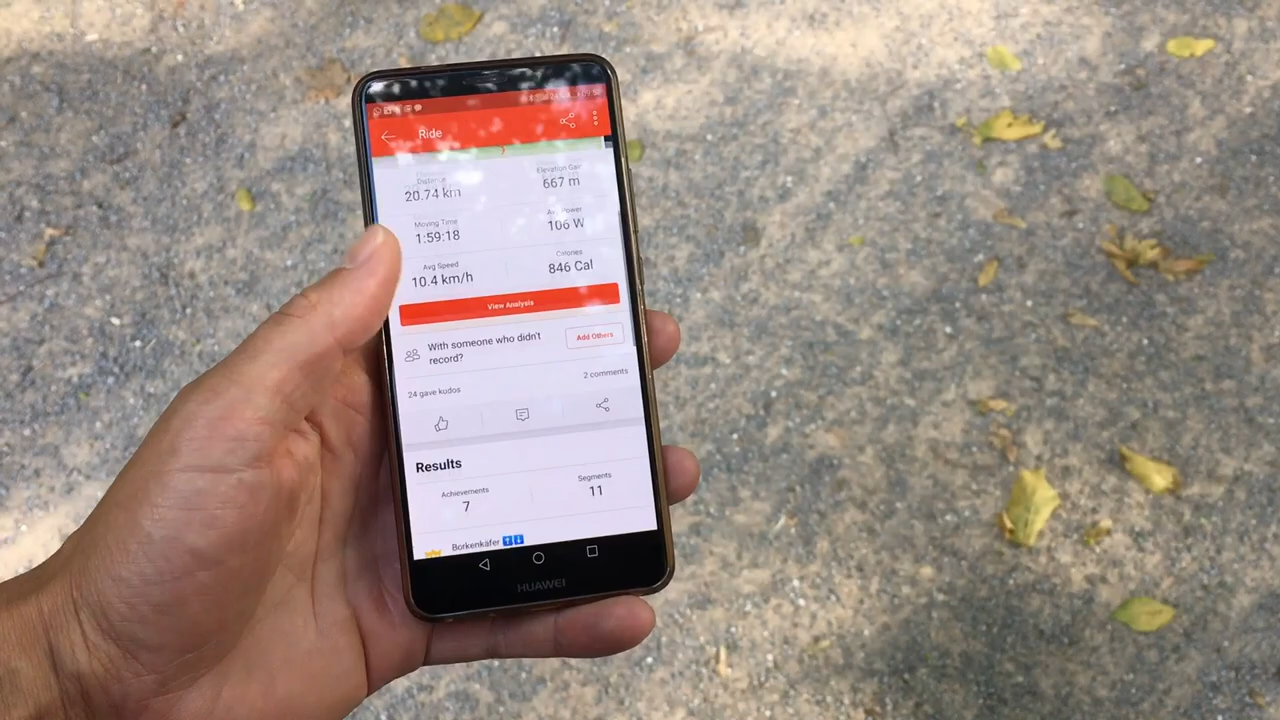 Ride
Distance
Elevation Gain
20.74 km
667 m
Moving Time
Avg Power
1:59:18
106 W
Avg Speed
Calories
10.4 km/h
846 Cal
View Analysis
With someone who didn't
record?
Add Others
24 gave kudos
2 comments
Results
Achievements
Segments
7
11
Borkenkäfer ⬆️⬇️
HUAWEI